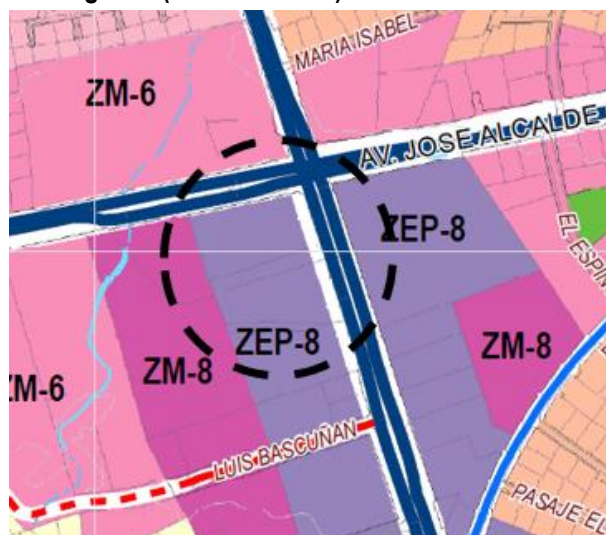 MARIA ISABEL
ZM-6
AV. JOSE ALCALDE
ZEP-8
EL ESPIN
ZEP-8
ZM-8
ZM-8
ZM-6
LUIS BASCUÑAN
PASAJE EL